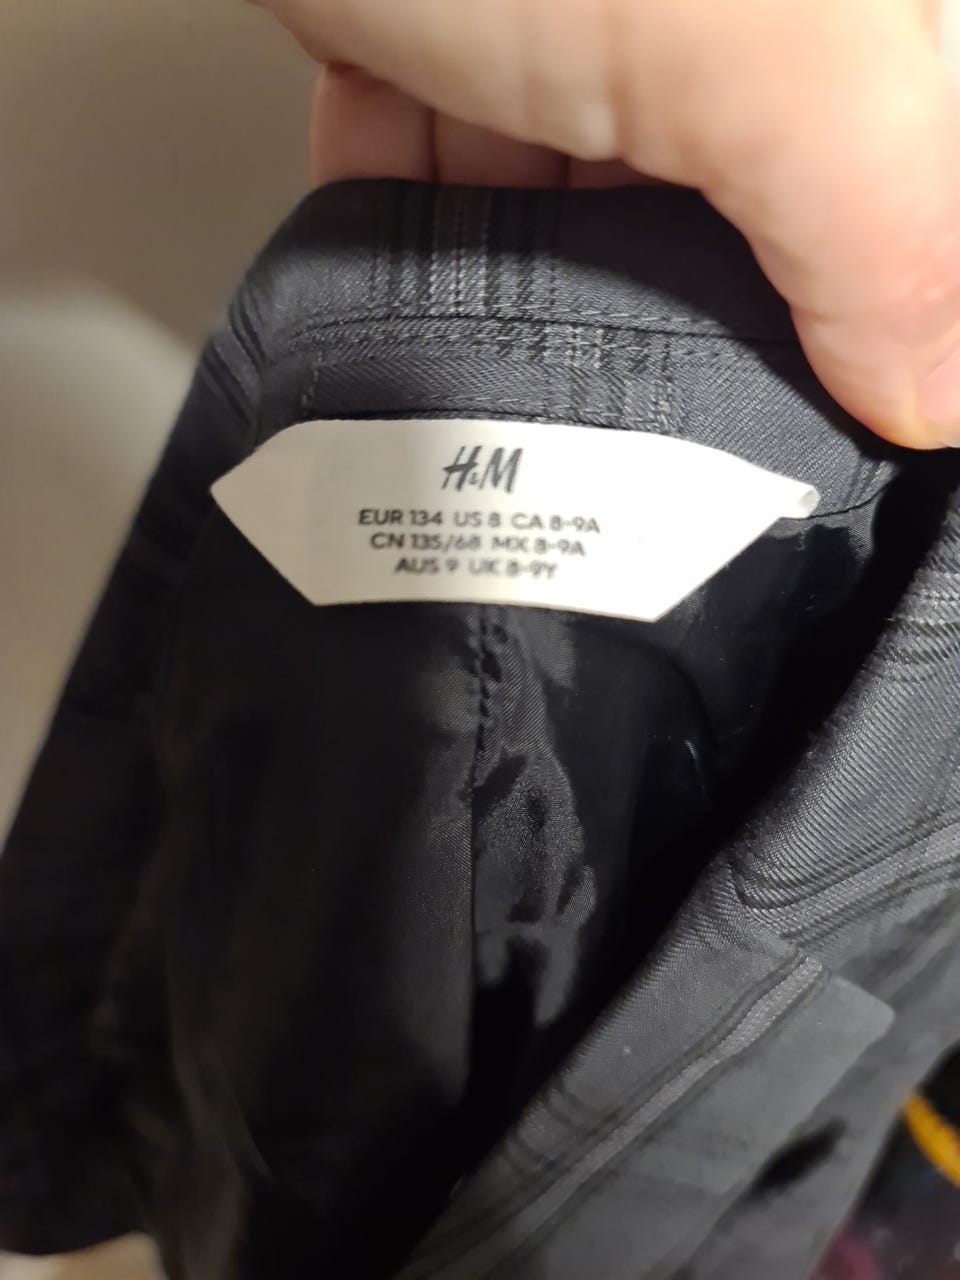 H&M
EUR 134 US 8 CA 8-9A
CN 135/68 MX 8-9A
AUS 9 UK 8-9Y